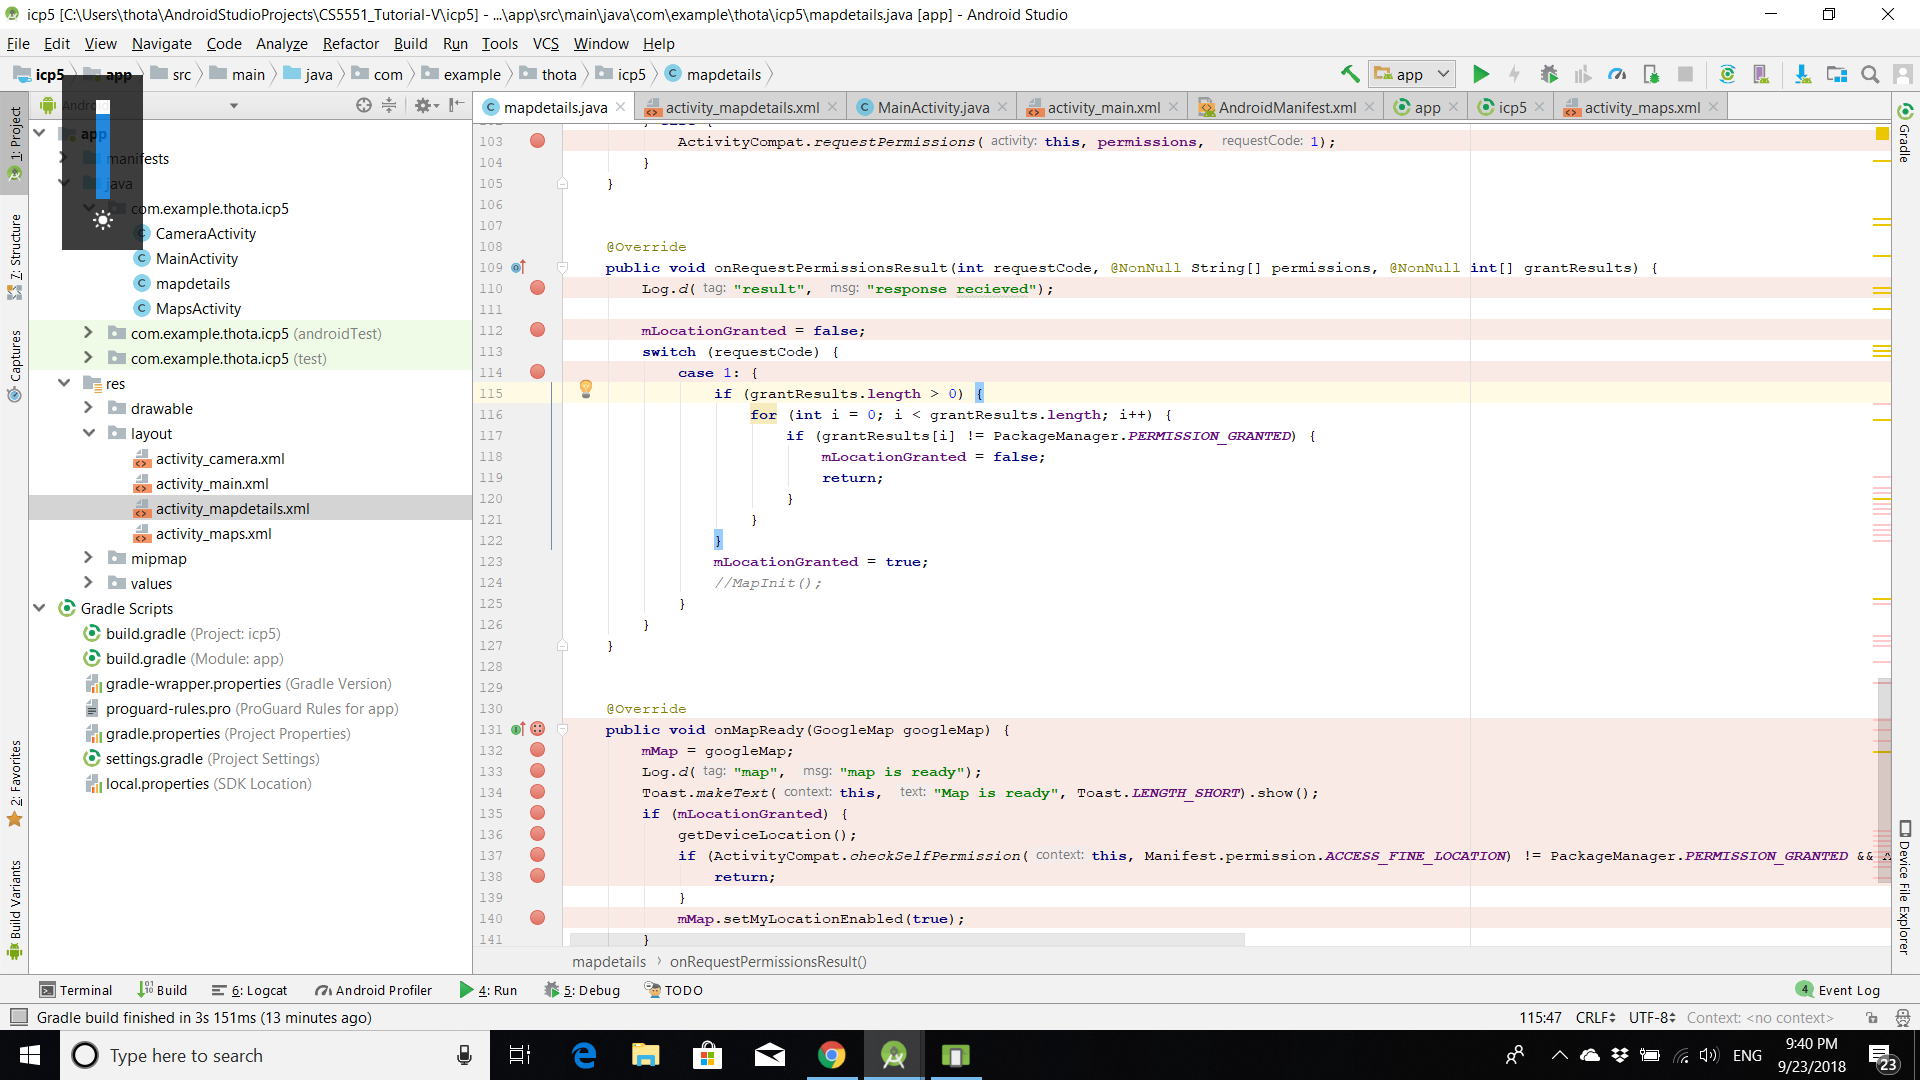 icp5 [C:\Users\thota\AndroidStudioProjects\CS5551_Tutorial-V\icp5] - ...\app\src\main\java\com\example\thota\icp5\mapdetails.java [app] - Android Studio
File Edit View Navigate Code Analyze Refactor Build Run Tools VCS Window Help
icp5 app src main java com example thota icp5 mapdetails
app
Android
mapdetails.java activity_mapdetails.xml MainActivity.java activity_main.xml AndroidManifest.xml app icp5 activity_maps.xml
1: Project
7: Structure
Captures
2: Favorites
Build Variants
app
manifests
java
com.example.thota.icp5
CameraActivity
MainActivity
mapdetails
MapsActivity
com.example.thota.icp5 (androidTest)
com.example.thota.icp5 (test)
res
drawable
layout
activity_camera.xml
activity_main.xml
activity_mapdetails.xml
activity_maps.xml
mipmap
values
Gradle Scripts
build.gradle (Project: icp5)
build.gradle (Module: app)
gradle-wrapper.properties (Gradle Version)
proguard-rules.pro (ProGuard Rules for app)
gradle.properties (Project Properties)
settings.gradle (Project Settings)
local.properties (SDK Location)
103 ActivityCompat.requestPermissions( activity: this, permissions, requestCode: 1);
104 }
105 }
106
107
108 @Override
109 public void onRequestPermissionsResult(int requestCode, @NonNull String[] permissions, @NonNull int[] grantResults) {
110 Log.d( tag: "result", msg: "response recieved");
111
112 mLocationGranted = false;
113 switch (requestCode) {
114 case 1: {
115 if (grantResults.length > 0) {
116 for (int i = 0; i < grantResults.length; i++) {
117 if (grantResults[i] != PackageManager.PERMISSION_GRANTED) {
118 mLocationGranted = false;
119 return;
120 }
121 }
122 }
123 mLocationGranted = true;
124 //MapInit();
125 }
126 }
127 }
128
129
130 @Override
131 public void onMapReady(GoogleMap googleMap) {
132 mMap = googleMap;
133 Log.d( tag: "map", msg: "map is ready");
134 Toast.makeText( context: this, text: "Map is ready", Toast.LENGTH_SHORT).show();
135 if (mLocationGranted) {
136 getDeviceLocation();
137 if (ActivityCompat.checkSelfPermission( context: this, Manifest.permission.ACCESS_FINE_LOCATION) != PackageManager.PERMISSION_GRANTED &&
138 return;
139 }
140 mMap.setMyLocationEnabled(true);
141 }
mapdetails › onRequestPermissionsResult()
Gradle
Device File Explorer
Terminal Build 6: Logcat Android Profiler 4: Run 5: Debug TODO 4 Event Log
Gradle build finished in 3s 151ms (13 minutes ago) 115:47 CRLF UTF-8 Context: <no context>
Type here to search ENG 9:40 PM
9/23/2018 23